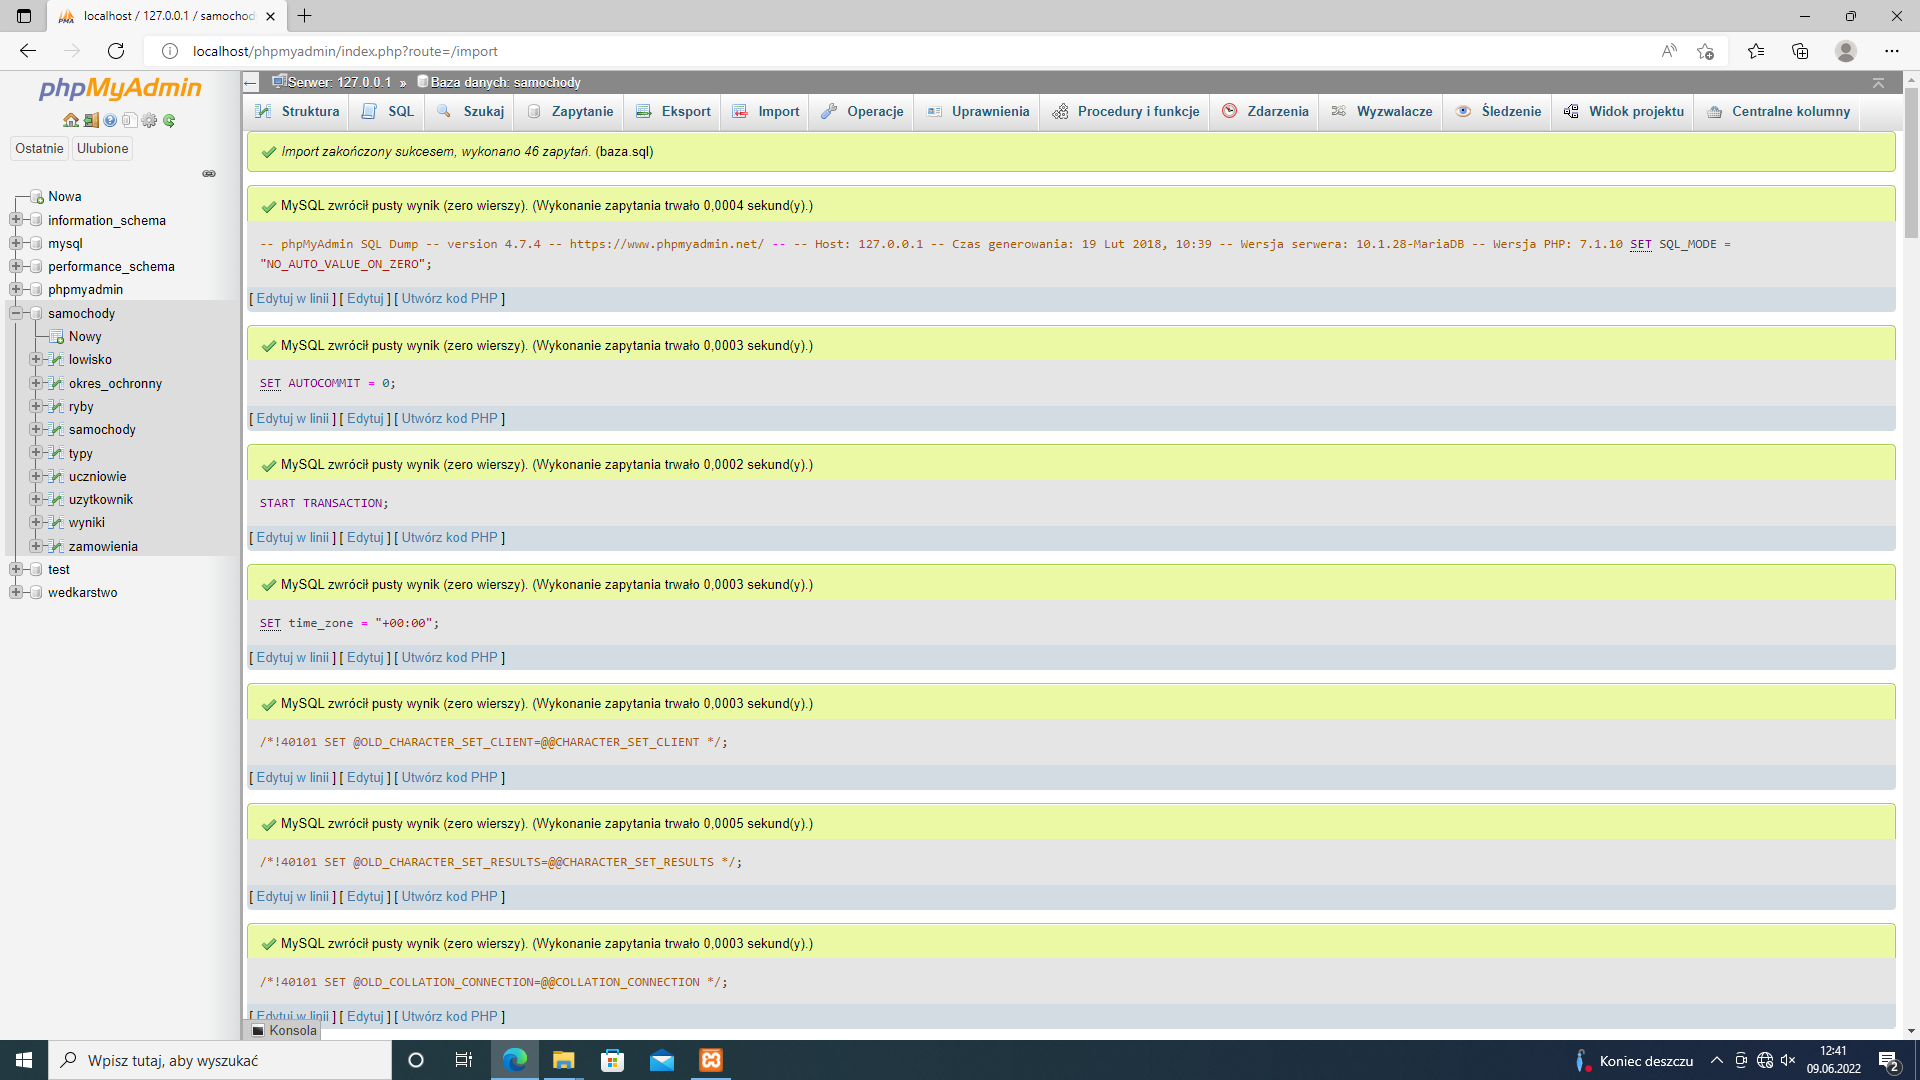 localhost / 127.0.0.1 / samochod
localhost/phpmyadmin/index.php?route=/import
phpMyAdmin
Ostatnie Ulubione
Nowa
information_schema
mysql
performance_schema
phpmyadmin
samochody
Nowy
lowisko
okres_ochronny
ryby
samochody
typy
uczniowie
uzytkownik
wyniki
zamowienia
test
wedkarstwo
Serwer: 127.0.0.1 » Baza danych: samochody
Struktura SQL Szukaj Zapytanie Eksport Import Operacje Uprawnienia Procedury i funkcje Zdarzenia Wyzwalacze Śledzenie Widok projektu Centralne kolumny
Import zakończony sukcesem, wykonano 46 zapytań. (baza.sql)
MySQL zwrócił pusty wynik (zero wierszy). (Wykonanie zapytania trwało 0,0004 sekund(y).)
-- phpMyAdmin SQL Dump -- version 4.7.4 -- https://www.phpmyadmin.net/ -- -- Host: 127.0.0.1 -- Czas generowania: 19 Lut 2018, 10:39 -- Wersja serwera: 10.1.28-MariaDB -- Wersja PHP: 7.1.10 SET SQL_MODE =
"NO_AUTO_VALUE_ON_ZERO";
[ Edytuj w linii ] [ Edytuj ] [ Utwórz kod PHP ]
MySQL zwrócił pusty wynik (zero wierszy). (Wykonanie zapytania trwało 0,0003 sekund(y).)
SET AUTOCOMMIT = 0;
[ Edytuj w linii ] [ Edytuj ] [ Utwórz kod PHP ]
MySQL zwrócił pusty wynik (zero wierszy). (Wykonanie zapytania trwało 0,0002 sekund(y).)
START TRANSACTION;
[ Edytuj w linii ] [ Edytuj ] [ Utwórz kod PHP ]
MySQL zwrócił pusty wynik (zero wierszy). (Wykonanie zapytania trwało 0,0003 sekund(y).)
SET time_zone = "+00:00";
[ Edytuj w linii ] [ Edytuj ] [ Utwórz kod PHP ]
MySQL zwrócił pusty wynik (zero wierszy). (Wykonanie zapytania trwało 0,0003 sekund(y).)
/*!40101 SET @OLD_CHARACTER_SET_CLIENT=@@CHARACTER_SET_CLIENT */;
[ Edytuj w linii ] [ Edytuj ] [ Utwórz kod PHP ]
MySQL zwrócił pusty wynik (zero wierszy). (Wykonanie zapytania trwało 0,0005 sekund(y).)
/*!40101 SET @OLD_CHARACTER_SET_RESULTS=@@CHARACTER_SET_RESULTS */;
[ Edytuj w linii ] [ Edytuj ] [ Utwórz kod PHP ]
MySQL zwrócił pusty wynik (zero wierszy). (Wykonanie zapytania trwało 0,0003 sekund(y).)
/*!40101 SET @OLD_COLLATION_CONNECTION=@@COLLATION_CONNECTION */;
[ Edytuj w linii ] [ Edytuj ] [ Utwórz kod PHP ]
Konsola
Wpisz tutaj, aby wyszukać
Koniec deszczu
12:41
09.06.2022
2